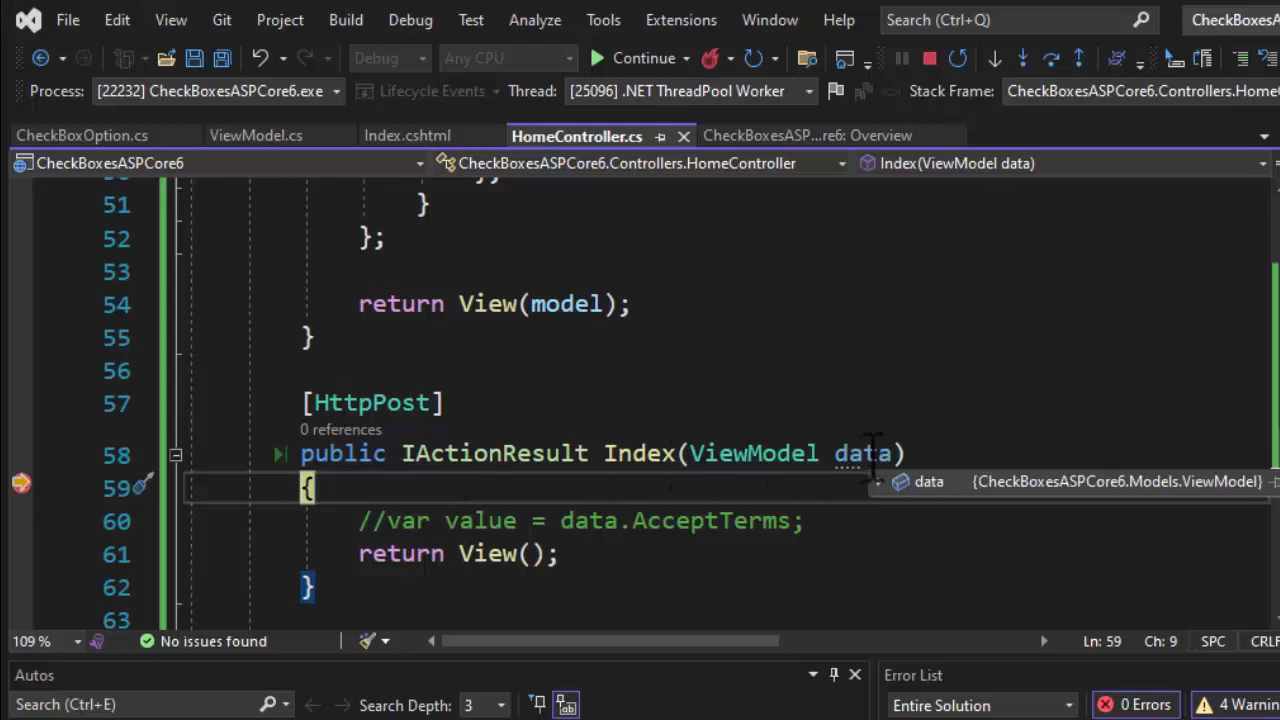 File Edit View Git Project Build Debug Test Analyze Tools Extensions Window Help Search (Ctrl+Q) CheckBoxesA
Debug Any CPU Continue
Process: [22232] CheckBoxesASPCore6.exe Lifecycle Events Thread: [25096] .NET ThreadPool Worker Stack Frame: CheckBoxesASPCore6.Controllers.HomeC
CheckBoxOption.cs ViewModel.cs Index.cshtml HomeController.cs CheckBoxesASP...re6: Overview
CheckBoxesASPCore6 CheckBoxesASPCore6.Controllers.HomeController Index(ViewModel data)
51 }
52 };
53
54 return View(model);
55 }
56
57 [HttpPost]
0 references
58 public IActionResult Index(ViewModel data)
59 {
data {CheckBoxesASPCore6.Models.ViewModel}
60 //var value = data.AcceptTerms;
61 return View();
62 }
63
109 % No issues found Ln: 59 Ch: 9 SPC CRLF
Autos Error List
Search (Ctrl+E) Search Depth: 3 Entire Solution 0 Errors 4 Warnin